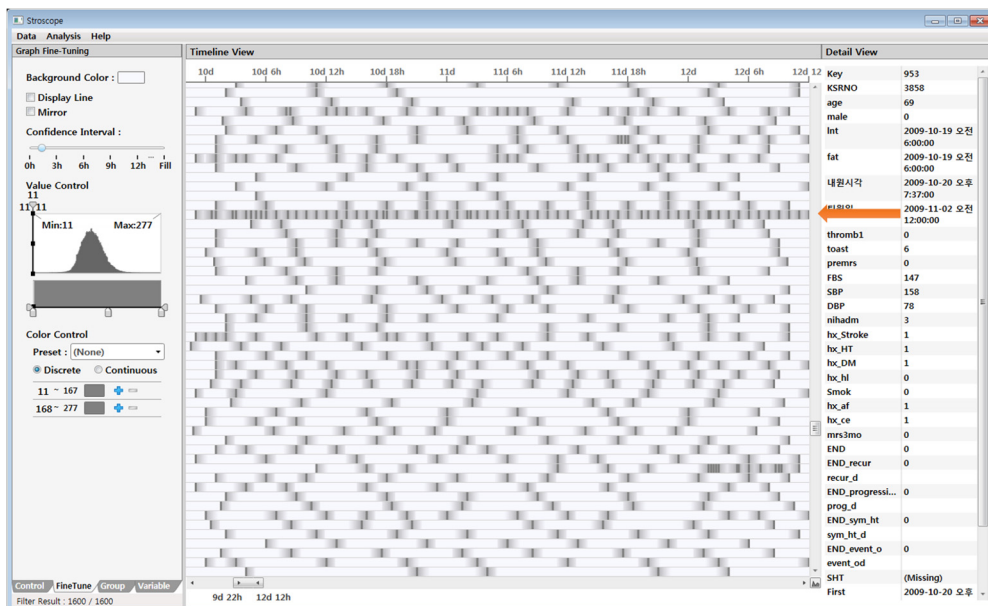 Stroscope
Data Analysis Help
Graph Fine-Tuning
Background Color :
Display Line
Mirror
Confidence Interval :
0h 3h 6h 9h 12h Fill
Value Control
11
11 11
Min:11 Max:277
Color Control
Preset : (None)
Discrete Continuous
11 ~ 167
168 ~ 277
Control FineTune Group Variable
Filter Result : 1600 / 1600
Timeline View
10d 10d 6h 10d 12h 10d 18h 11d 11d 6h 11d 12h 11d 18h 12d 12d 6h 12d 12
9d 22h 12d 12h
Detail View
Key 953
KSRNO 3858
age 69
male 0
lnt 2009-10-19 오전
6:00:00
fat 2009-10-19 오전
6:00:00
내원시각 2009-10-20 오후
7:37:00
2009-11-02 오전
12:00:00
thromb1 0
toast 6
premrs 0
FBS 147
SBP 158
DBP 78
nihadm 3
hx_Stroke 1
hx_HT 1
hx_DM 1
hx_hl 0
Smok 0
hx_af 1
hx_ce 1
mrs3mo 0
END 0
END_recur 0
recur_d
END_progressi... 0
prog_d
END_sym_ht 0
sym_ht_d
END_event_o 0
event_od
SHT (Missing)
First 2009-10-20 오후